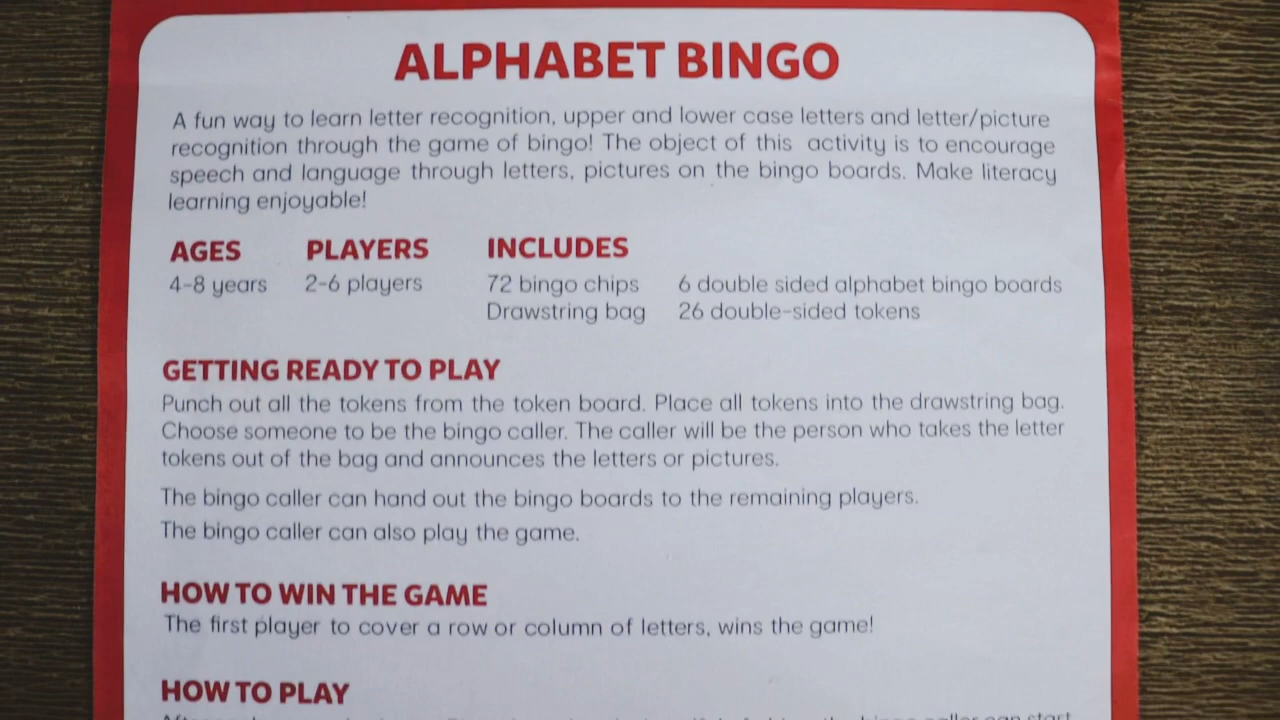 ALPHABET BINGO
A fun way to learn letter recognition, upper and lower case letters and letter/picture
recognition through the game of bingo! The object of this activity is to encourage
speech and language through letters, pictures on the bingo boards. Make literacy
learning enjoyable!
AGES PLAYERS INCLUDES
4-8 years 2-6 players 72 bingo chips 6 double sided alphabet bingo boards
Drawstring bag 26 double-sided tokens
GETTING READY TO PLAY
Punch out all the tokens from the token board. Place all tokens into the drawstring bag.
Choose someone to be the bingo caller. The caller will be the person who takes the letter
tokens out of the bag and announces the letters or pictures.
The bingo caller can hand out the bingo boards to the remaining players.
The bingo caller can also play the game.
HOW TO WIN THE GAME
The first player to cover a row or column of letters, wins the game!
HOW TO PLAY
the bingo caller can start